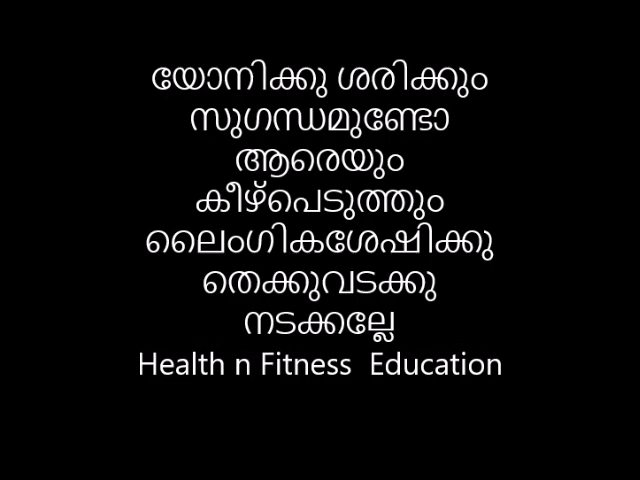 യോനിക്കു ശരിക്കും
സുഗന്ധമുണ്ടോ
ആരെയും
കീഴ്പെടുത്തും
ലൈംഗികശേഷിക്കു
തെക്കുവടക്കു
നടക്കല്ലേ
Health n Fitness  Education